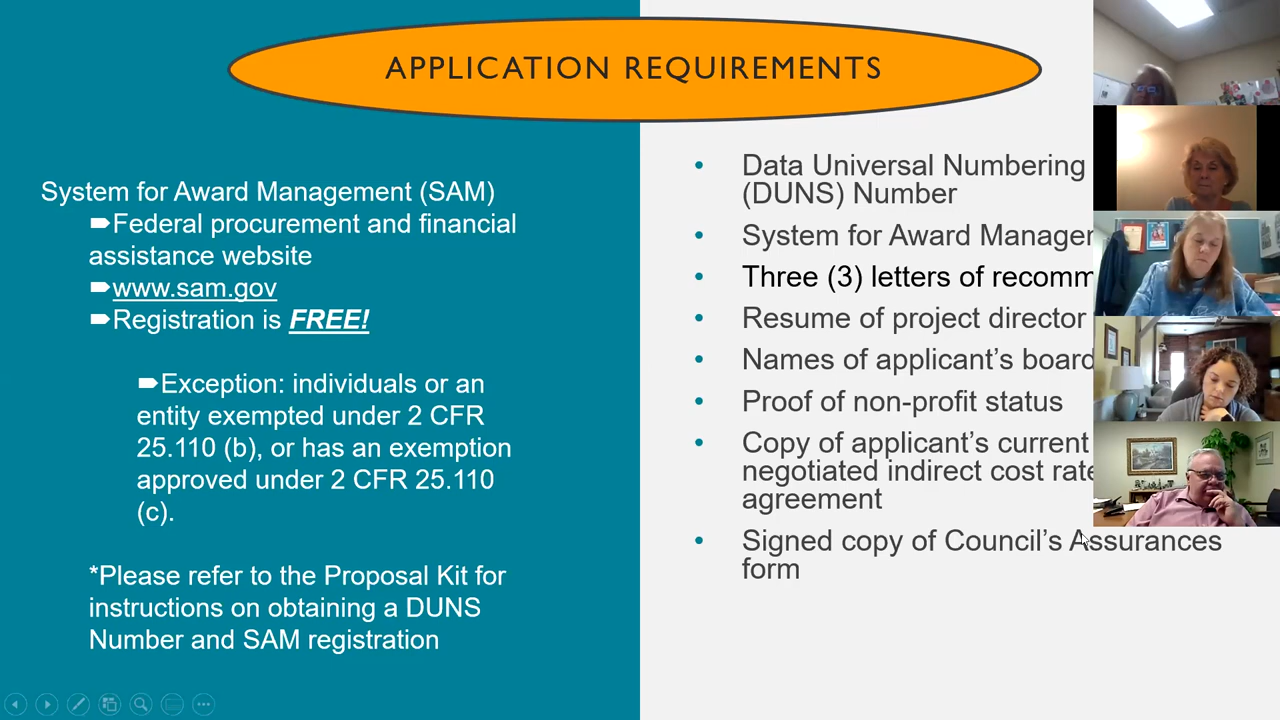 APPLICATION REQUIREMENTS
System for Award Management (SAM)
Federal procurement and financial
assistance website
www.sam.gov
Registration is FREE!
Exception: individuals or an
entity exempted under 2 CFR
25.110 (b), or has an exemption
approved under 2 CFR 25.110
(c).
*Please refer to the Proposal Kit for
instructions on obtaining a DUNS
Number and SAM registration
• Data Universal Numbering
(DUNS) Number
• System for Award
• Three (3) letters of
• Resume of project director
• Names of applicant’s board
• Proof of non-profit status
• Copy of applicant’s current
negotiated indirect cost rate
agreement
• Signed copy of Council’s Assurances
form